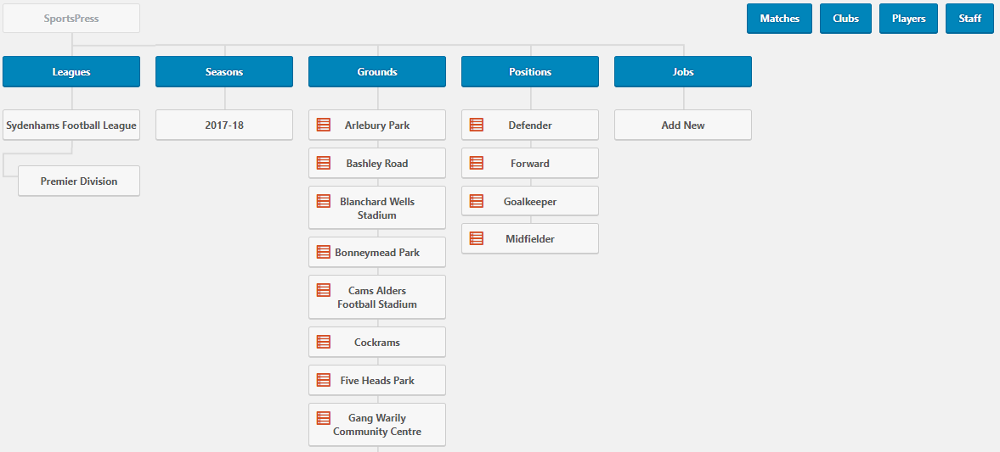 SportsPress
Matches
Clubs
Players
Staff
Leagues
Seasons
Grounds
Positions
Jobs
Sydenhams Football League
Premier Division
2017-18
Arlebury Park
Bashley Road
Blanchard Wells
Stadium
Bonneymead Park
Cams Alders
Football Stadium
Cockrams
Five Heads Park
Gang Warily
Community Centre
Defender
Forward
Goalkeeper
Midfielder
Add New